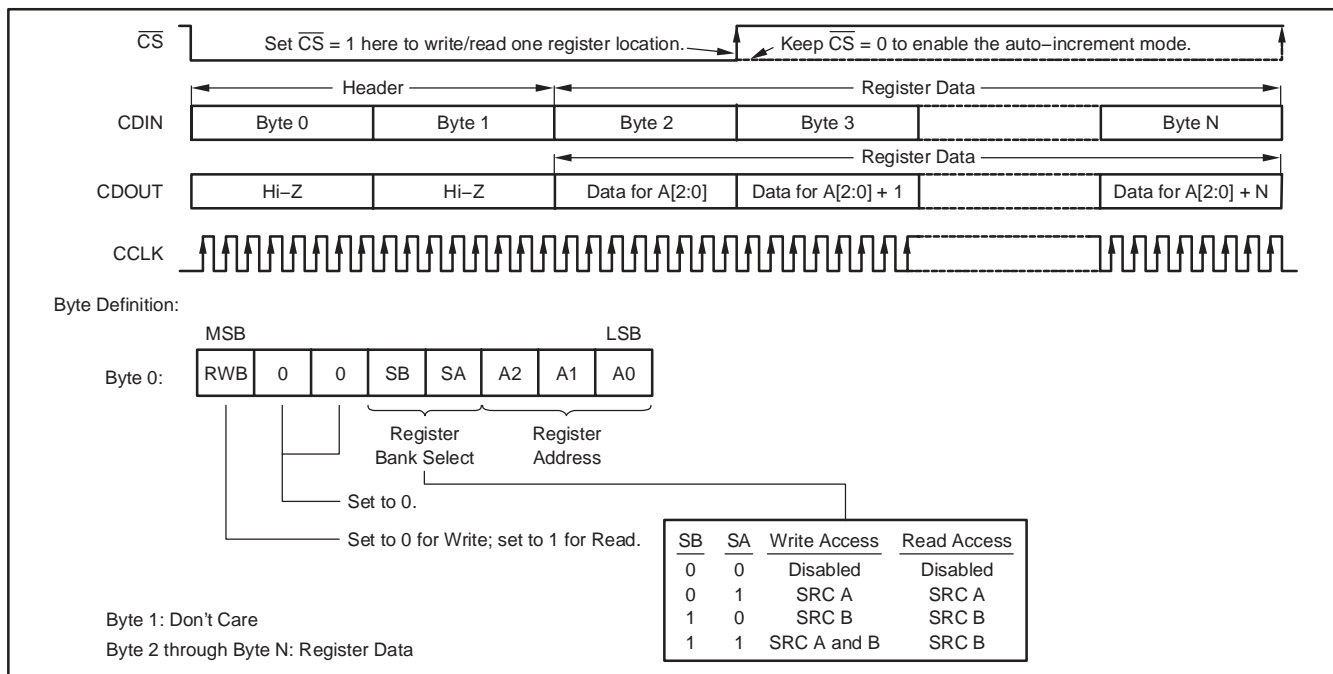 CS
Set CS = 1 here to write/read one register location.
Keep CS = 0 to enable the auto−increment mode.
Header
Register Data
CDIN
Byte 0
Byte 1
Byte 2
Byte 3
Byte N
Register Data
CDOUT
Hi−Z
Hi−Z
Data for A[2:0]
Data for A[2:0] + 1
Data for A[2:0] + N
CCLK
Byte Definition:
MSB
LSB
Byte 0:
RWB
0
0
SB
SA
A2
A1
A0
Register
Bank Select
Register
Address
Set to 0.
Set to 0 for Write; set to 1 for Read.
SB SA Write Access Read Access
0 0 Disabled Disabled
0 1 SRC A SRC A
1 0 SRC B SRC B
1 1 SRC A and B SRC B
Byte 1: Don't Care
Byte 2 through Byte N: Register Data